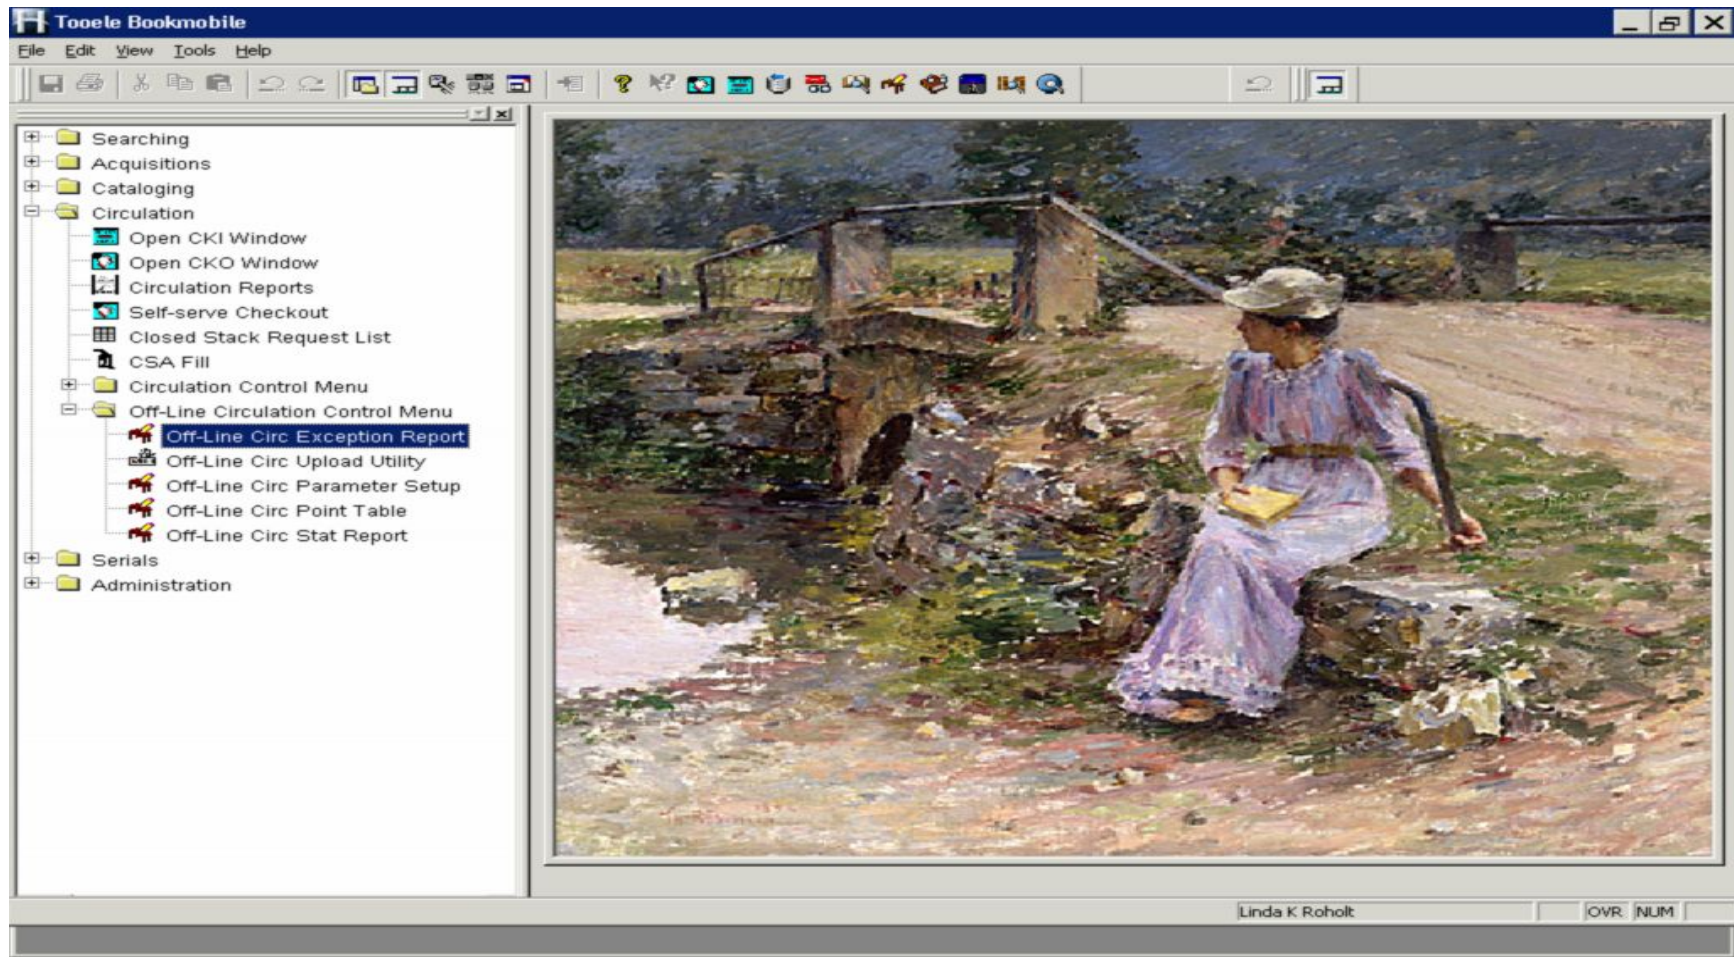 Tooele Bookmobile
File Edit View Tools Help
Searching
Acquisitions
Cataloging
Circulation
Open CKI Window
Open CKO Window
Circulation Reports
Self-serve Checkout
Closed Stack Request List
CSA Fill
Circulation Control Menu
Off-Line Circulation Control Menu
Off-Line Circ Exception Report
Off-Line Circ Upload Utility
Off-Line Circ Parameter Setup
Off-Line Circ Point Table
Off-Line Circ Stat Report
Serials
Administration
Linda K Roholt OVR NUM